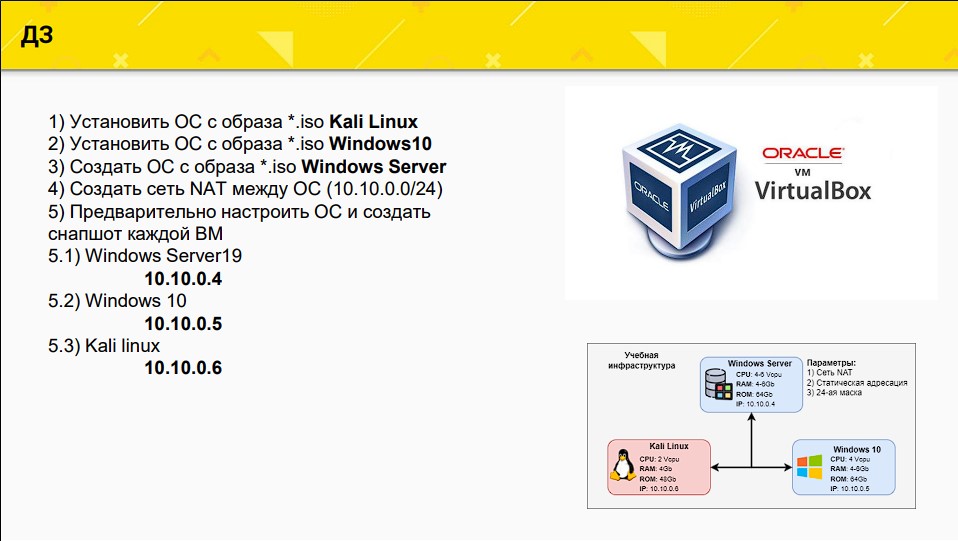 ДЗ
1) Установить ОС с образа *.iso Kali Linux
2) Установить ОС с образа *.iso Windows10
3) Создать ОС с образа *.iso Windows Server
4) Создать сеть NAT между ОС (10.10.0.0/24)
5) Предварительно настроить ОС и создать
снапшот каждой ВМ
5.1) Windows Server19
10.10.0.4
5.2) Windows 10
10.10.0.5
5.3) Kali linux
10.10.0.6
ORACLE
VirtualBox
ORACLE
VM
VirtualBox
Учебная
инфраструктура
Windows Server
CPU: 4-6 Vcpu
RAM: 4-6Gb
ROM: 64Gb
IP: 10.10.0.4
Параметры:
1) Сеть NAT
2) Статическая адресация
3) 24-ая маска
Kali Linux
CPU: 2 Vcpu
RAM: 4Gb
ROM: 48Gb
IP: 10.10.0.6
Windows 10
CPU: 4 Vcpu
RAM: 4-6Gb
ROM: 64Gb
IP: 10.10.0.5